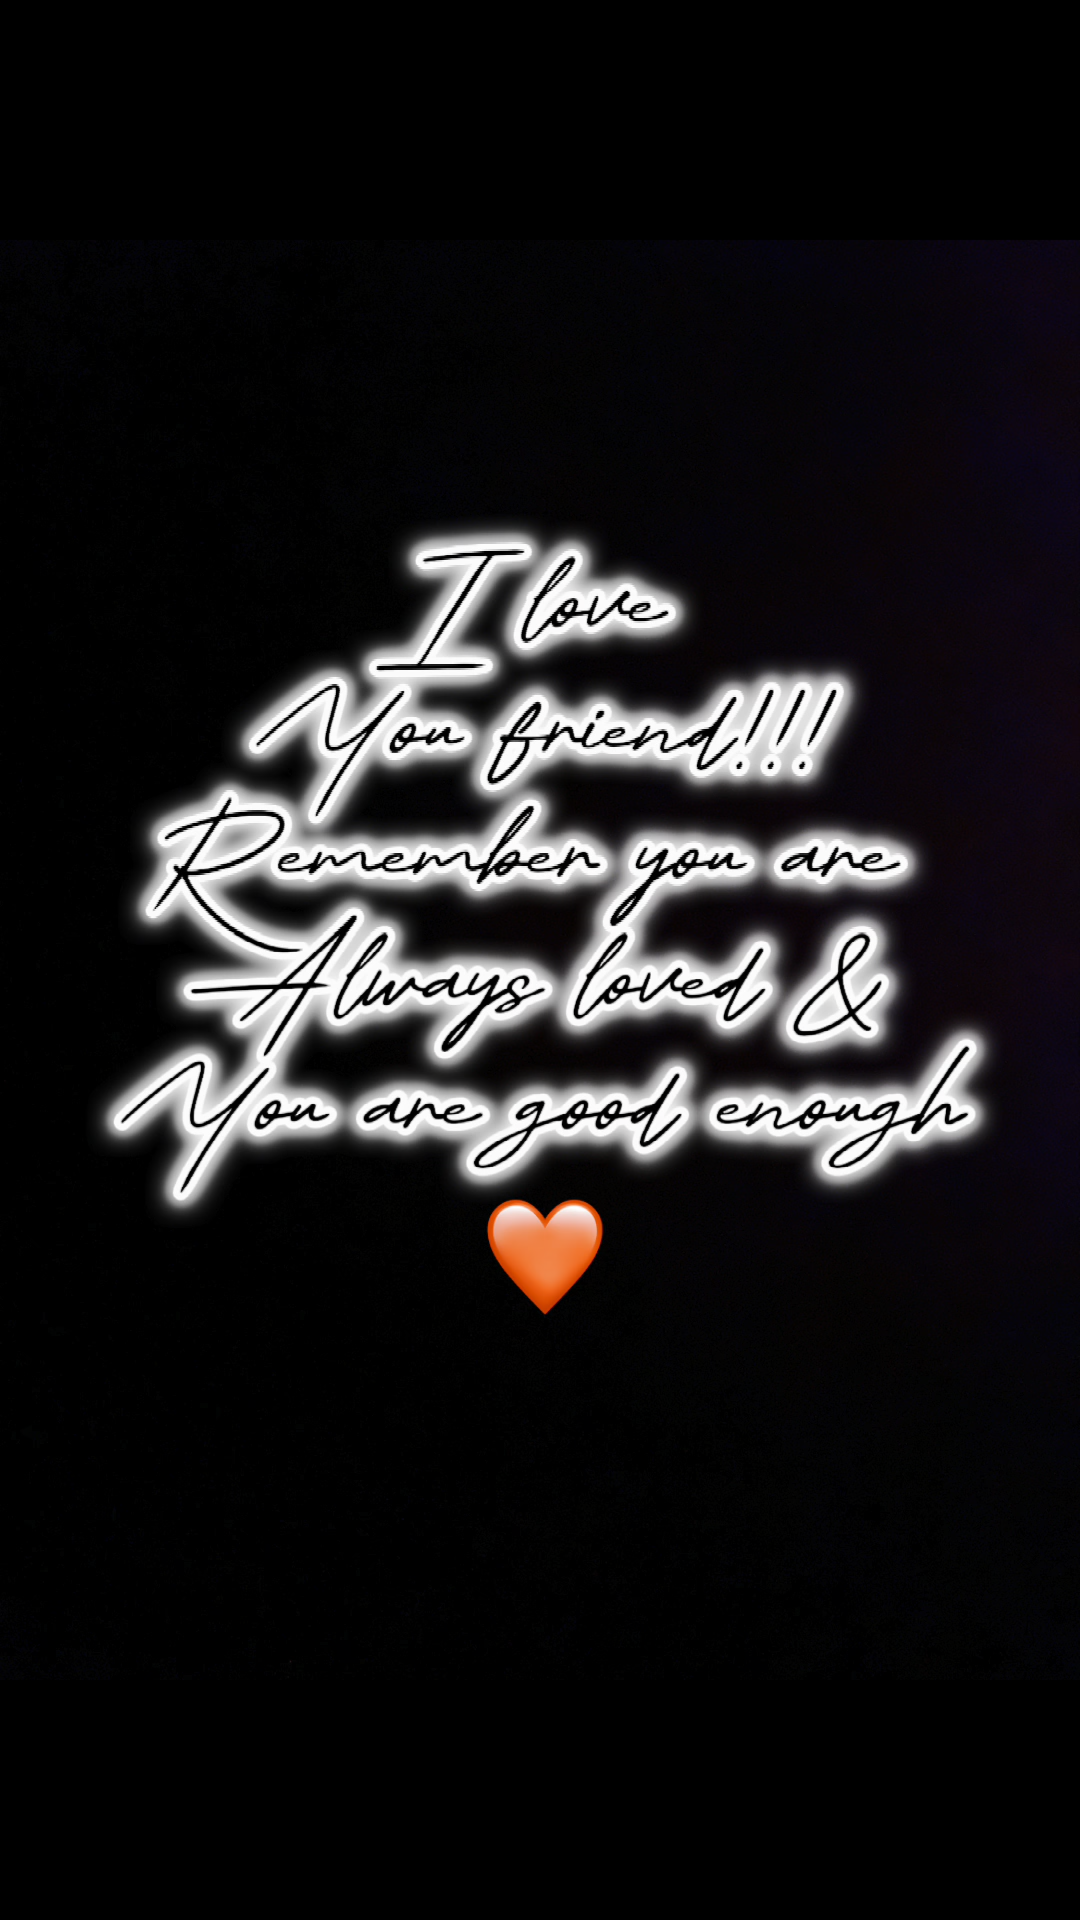 I love
You friend!!!
Remember you are
Always loved &
You are good enough
🧡